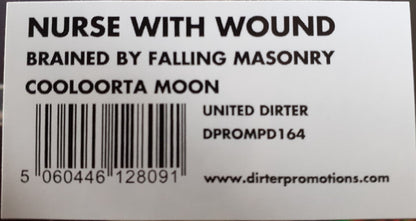 NURSE WITH WOUND
BRAINED BY FALLING MASONRY
COOLOORTA MOON
UNITED DIRTER
DPROMPD164
5 060446 128091
www.dirterpromotions.com